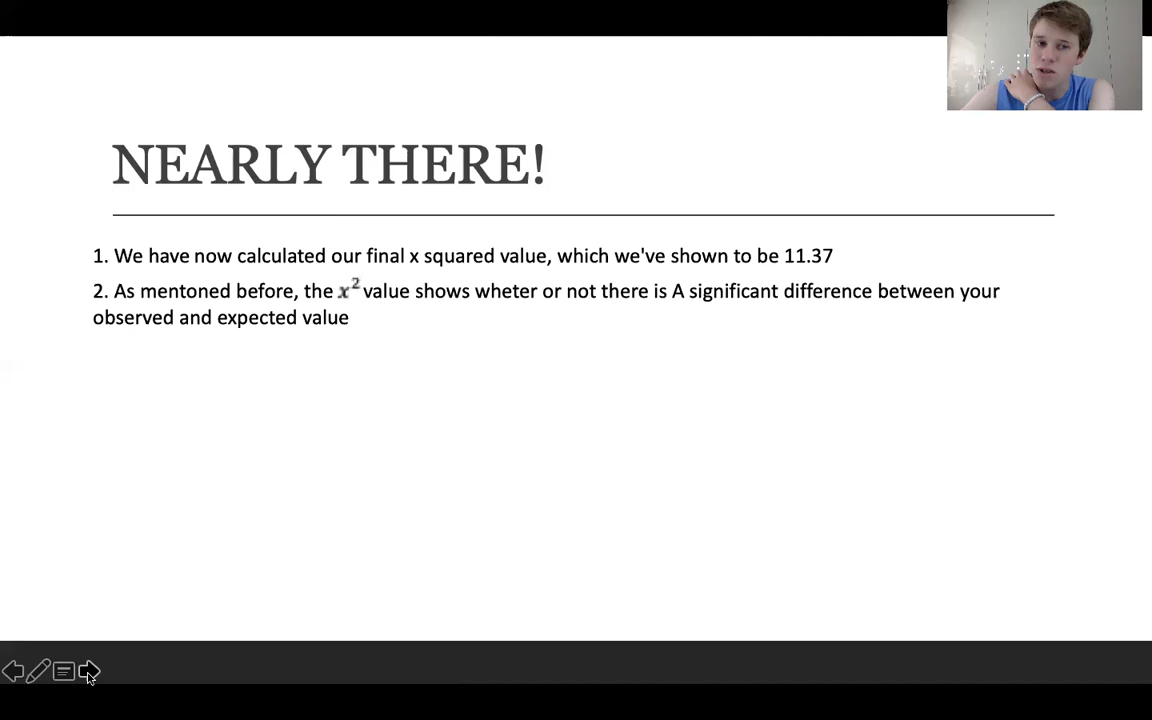 NEARLY THERE!
1. We have now calculated our final x squared value, which we've shown to be 11.37
2. As mentoned before, the x² value shows wheter or not there is A significant difference between your
observed and expected value